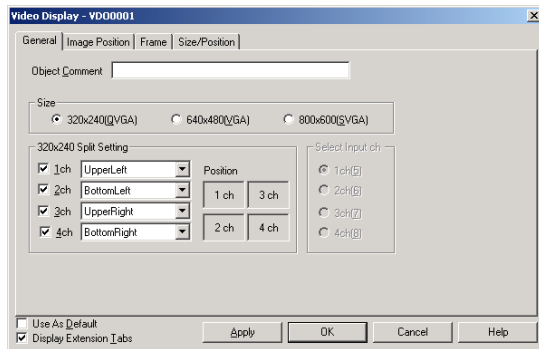 Video Display - VDO0001
General Image Position Frame Size/Position
Object Comment
Size
320x240(QVGA) 640x480(VGA) 800x600(SVGA)
320x240 Split Setting
1ch UpperLeft
2ch BottomLeft
3ch UpperRight
4ch BottomRight
Position
1 ch 3 ch
2 ch 4 ch
Select Input ch
1ch(5)
2ch(6)
3ch(7)
4ch(8)
Use As Default
Display Extension Tabs
Apply OK Cancel Help